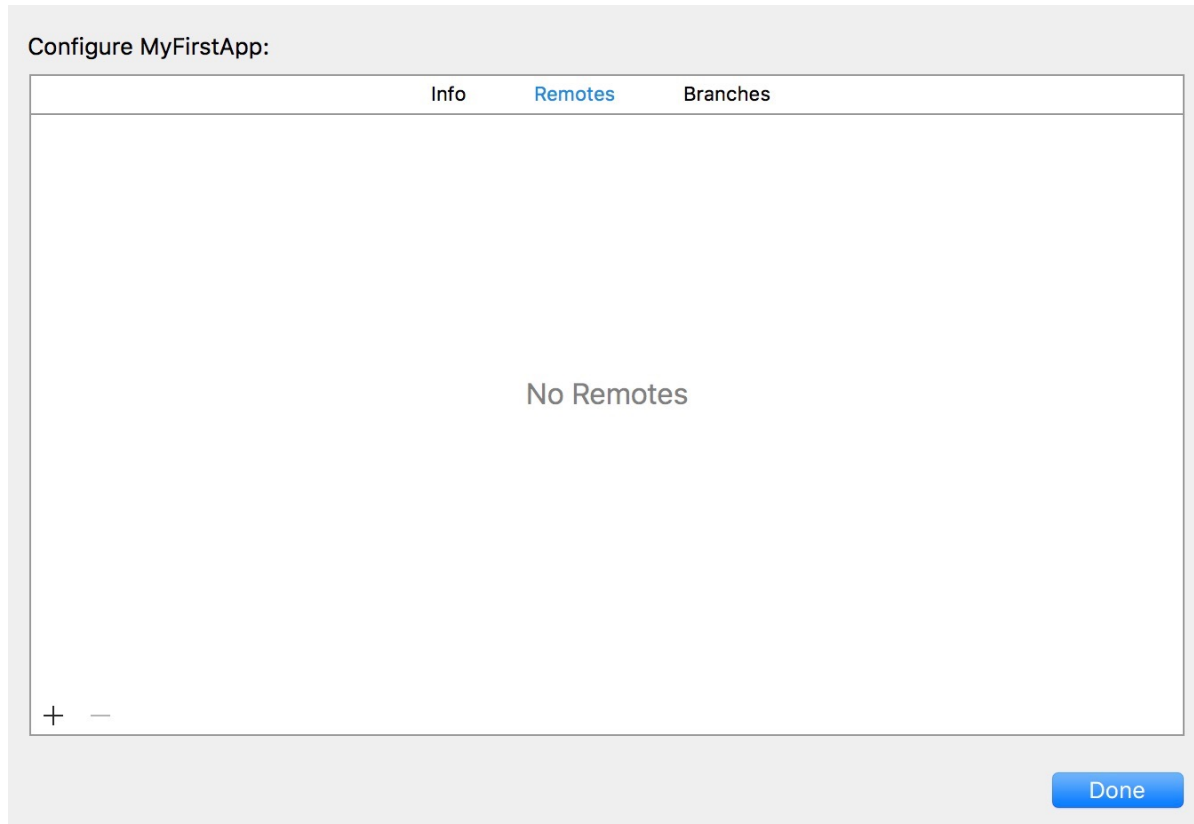 Configure MyFirstApp:
Info Remotes Branches
No Remotes
+ −
Done